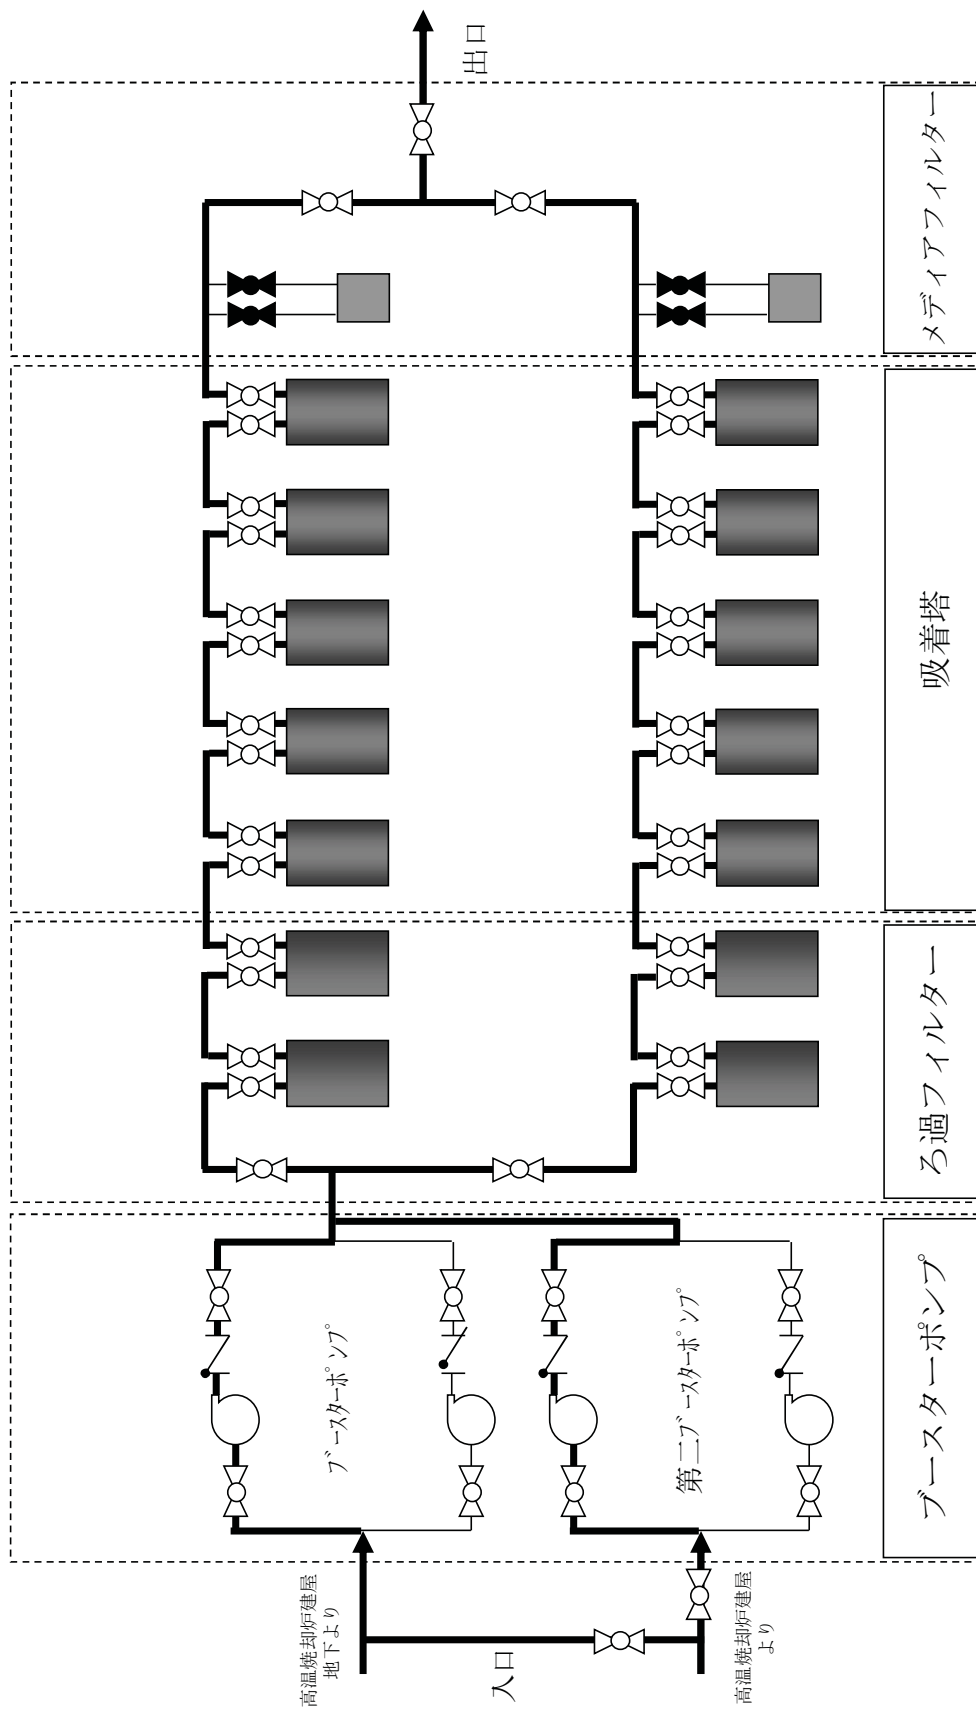 高温焼却炉建屋
地下より
入口
高温焼却炉建屋
より
ブースターポンプ
第二ブースターポンプ
ブースターポンプ
ろ過フィルター
吸着塔
メディアフィルター
出口